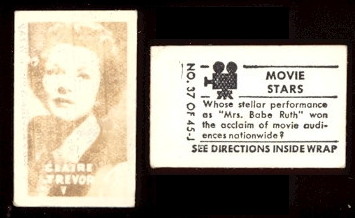 CLAIRE
TREVOR
NO. 37 OF 45-J
MOVIE
STARS
Whose stellar performance
as "Mrs. Babe Ruth" won
the acclaim of movie audi-
ences nationwide?
SEE DIRECTIONS INSIDE WRAP